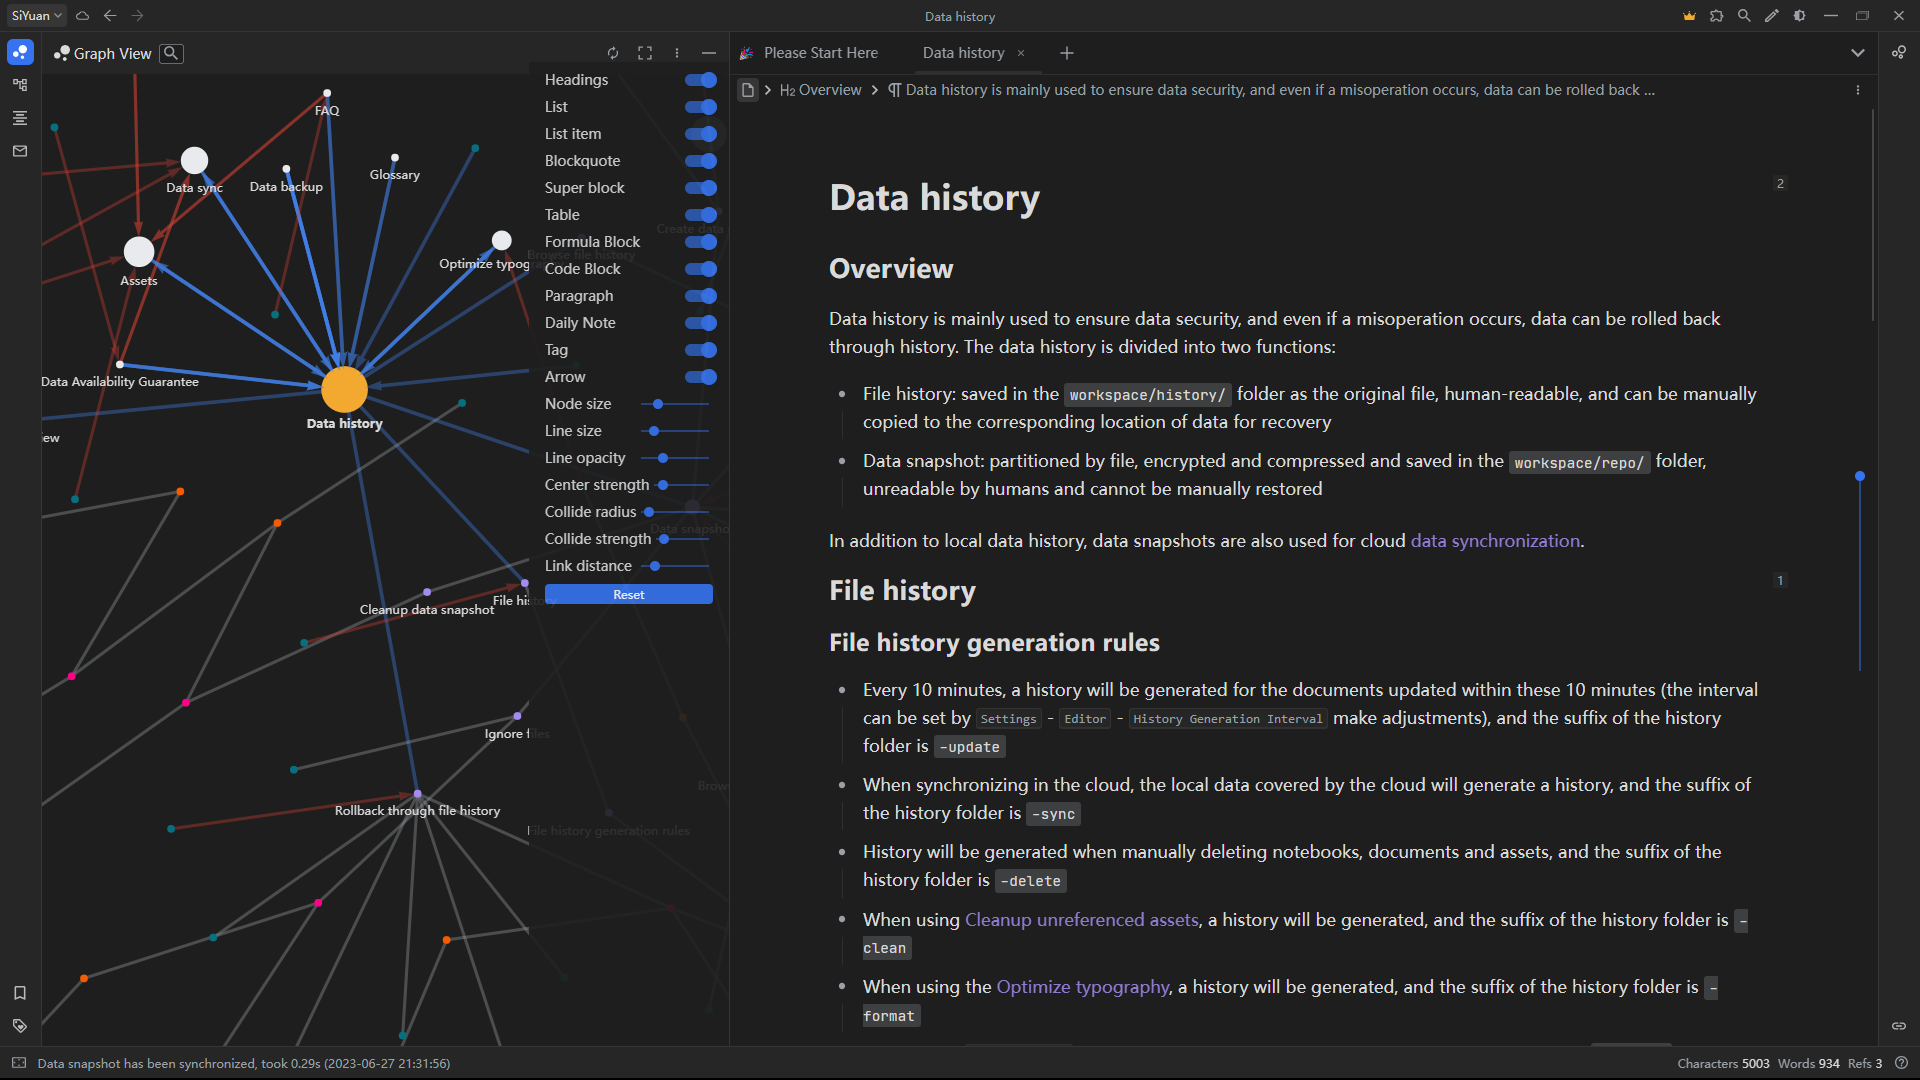 SiYuan
Data history
Graph View
Please Start Here
Data history
H2 Overview
Data history is mainly used to ensure data security, and even if a misoperation occurs, data can be rolled back ...
FAQ
Data sync
Data backup
Glossary
Assets
Optimize typog
Data Availability Guarantee
Data history
iew
Cleanup data snapshot
File his
Ignore files
Rollback through file history
File history generation rules
Create data
Browse file history
Data snapsho
Brows
Headings
List
List item
Blockquote
Super block
Table
Formula Block
Code Block
Paragraph
Daily Note
Tag
Arrow
Node size
Line size
Line opacity
Center strength
Collide radius
Collide strength
Link distance
Reset
Data history
2
Overview
Data history is mainly used to ensure data security, and even if a misoperation occurs, data can be rolled back
through history. The data history is divided into two functions:
• File history: saved in the workspace/history/ folder as the original file, human-readable, and can be manually
copied to the corresponding location of data for recovery
• Data snapshot: partitioned by file, encrypted and compressed and saved in the workspace/repo/ folder,
unreadable by humans and cannot be manually restored
In addition to local data history, data snapshots are also used for cloud data synchronization.
File history
1
File history generation rules
• Every 10 minutes, a history will be generated for the documents updated within these 10 minutes (the interval
can be set by Settings - Editor - History Generation Interval make adjustments), and the suffix of the history
folder is -update
• When synchronizing in the cloud, the local data covered by the cloud will generate a history, and the suffix of
the history folder is -sync
• History will be generated when manually deleting notebooks, documents and assets, and the suffix of the
history folder is -delete
• When using Cleanup unreferenced assets, a history will be generated, and the suffix of the history folder is -
clean
• When using the Optimize typography, a history will be generated, and the suffix of the history folder is -
format
Data snapshot has been synchronized, took 0.29s (2023-06-27 21:31:56)
Characters 5003 Words 934 Refs 3